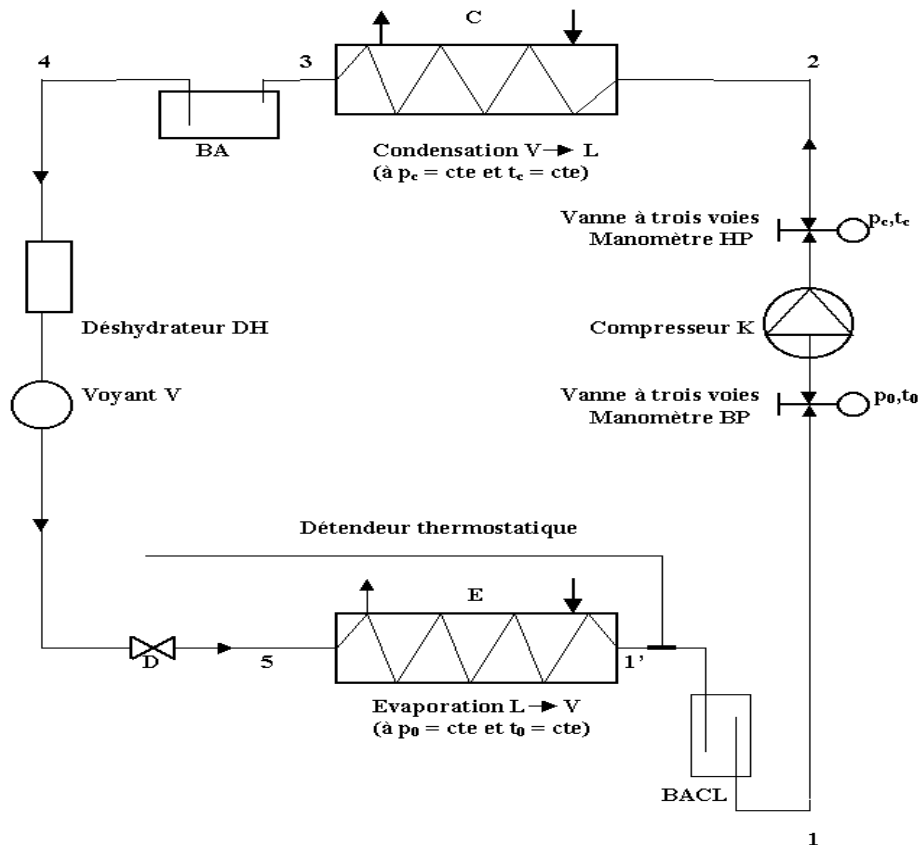 C
4
3
2
BA
Condensation V → L
(à pc = cte et tc = cte)
Vanne à trois voies
Manomètre HP
pc,tc
Déshydrateur DH
Compresseur K
Voyant V
Vanne à trois voies
Manomètre BP
p0,t0
Détendeur thermostatique
E
D
5
1’
Evaporation L → V
(à p0 = cte et t0 = cte)
BACL
1